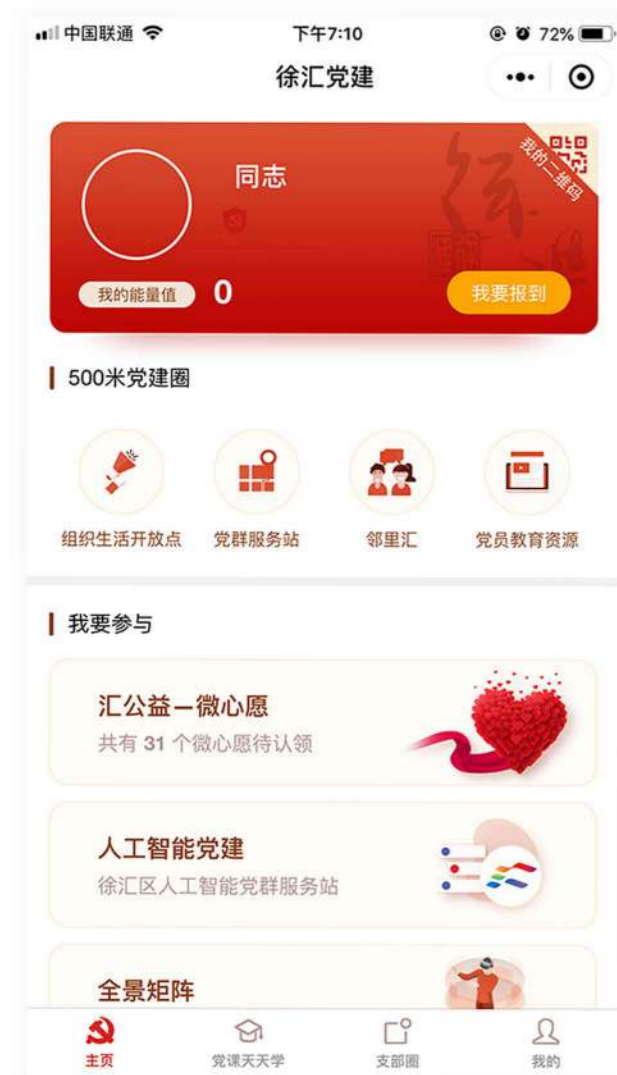 中国联通
下午7:10
72%
徐汇党建
同志
我的二维码
我的能量值
0
我要报到
500米党建圈
组织生活开放点
党群服务站
邻里汇
党员教育资源
我要参与
汇公益—微心愿
共有 31 个微心愿待认领
人工智能党建
徐汇区人工智能党群服务站
全景矩阵
主页
党课天天学
支部圈
我的